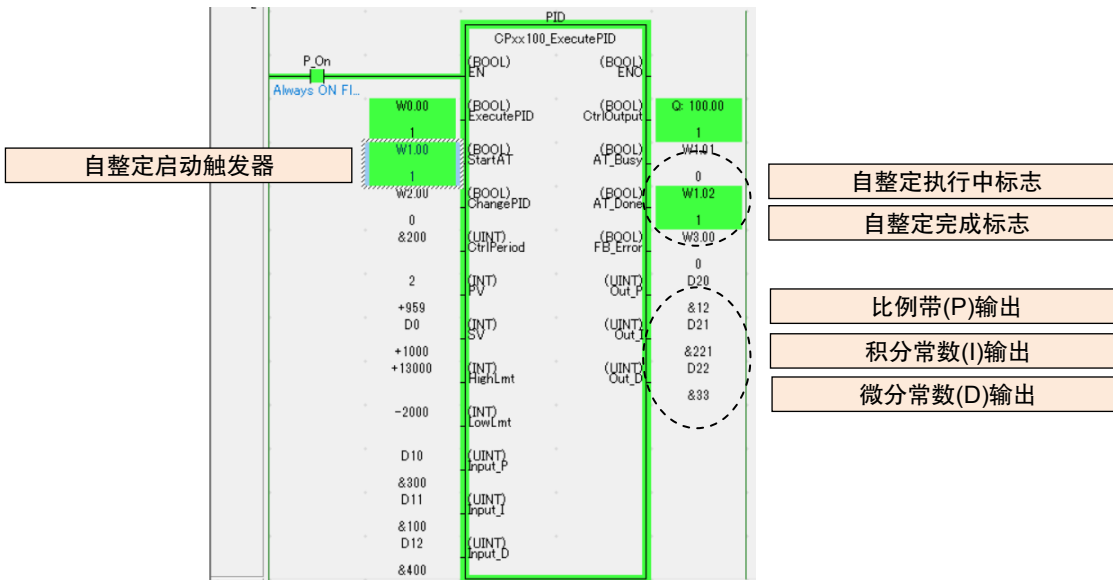 PID
CPxx100_ExecutePID
P_On
Always ON Fl...
(BOOL)
EN
(BOOL)
ENO
W0.00
1
(BOOL)
ExecutePID
(BOOL)
CtrlOutput
Q: 100.00
1
自整定启动触发器
W1.00
1
(BOOL)
StartAT
(BOOL)
AT_Busy
W1.01
0
自整定执行中标志
W2.00
0
(BOOL)
ChangePID
(BOOL)
AT_Done
W1.02
1
自整定完成标志
&200
(UINT)
CtrlPeriod
(BOOL)
FB_Error
W3.00
0
2
+959
(INT)
PV
(UINT)
Out_P
D20
&12
比例带(P)输出
D0
+1000
(INT)
SV
(UINT)
Out_I
D21
&221
积分常数(I)输出
+13000
(INT)
HighLmt
(UINT)
Out_D
D22
&33
微分常数(D)输出
-2000
(INT)
LowLmt
D10
&300
(UINT)
Input_P
D11
&100
(UINT)
Input_I
D12
&400
(UINT)
Input_D